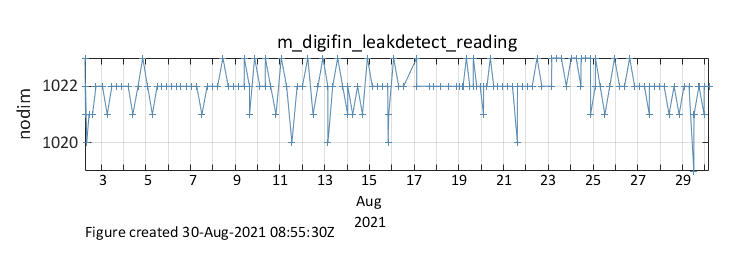 m_digifin_leakdetect_reading
nodim
1022
1020
3 5 7 9 11 13 15 17 19 21 23 25 27 29
Aug
2021
Figure created 30-Aug-2021 08:55:30Z